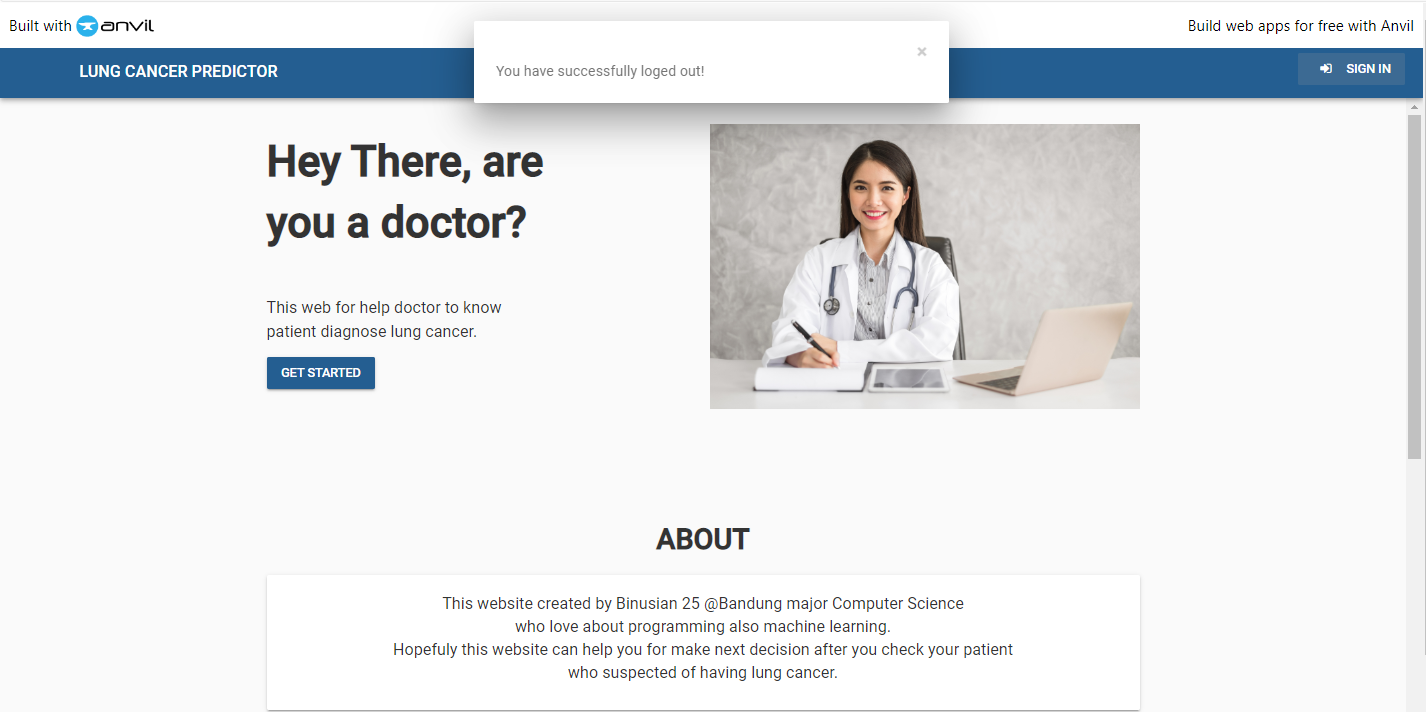 Built with anvil
Build web apps for free with Anvil
×
You have successfully loged out!
LUNG CANCER PREDICTOR
SIGN IN
Hey There, are
you a doctor?
This web for help doctor to know
patient diagnose lung cancer.
GET STARTED
ABOUT
This website created by Binusian 25 @Bandung major Computer Science
who love about programming also machine learning.
Hopefuly this website can help you for make next decision after you check your patient
who suspected of having lung cancer.